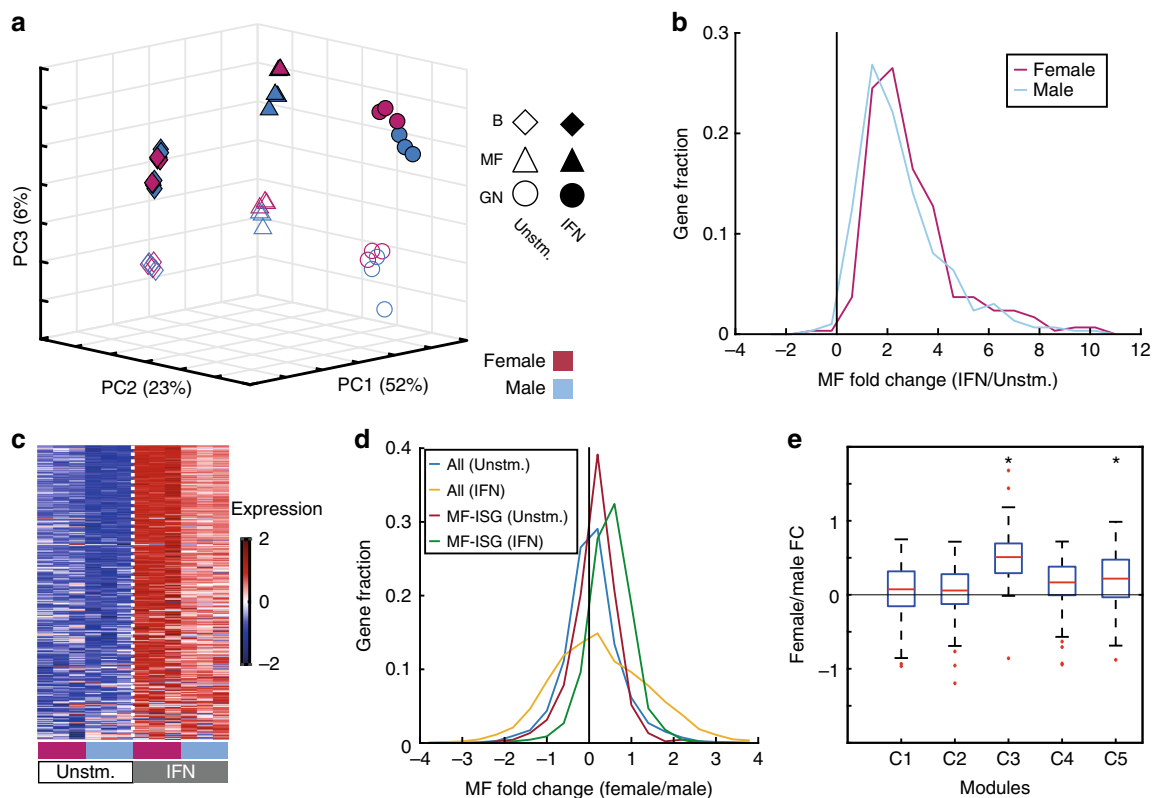 a
PC3 (6%)
PC2 (23%)
PC1 (52%)
B
MF
GN
Unstm.
IFN
Female
Male
b
0.3
0.2
0.1
0
Gene fraction
−4
−2
0
2
4
6
8
10
12
MF fold change (IFN/Unstm.)
Female
Male
c
Expression
2
0
−2
Unstm.
IFN
d
0.4
0.3
0.2
0.1
0
Gene fraction
All (Unstm.)
All (IFN)
MF-ISG (Unstm.)
MF-ISG (IFN)
−4
−3
−2
−1
0
1
2
3
4
MF fold change (female/male)
e
Female/male FC
1
0
−1
*
*
C1
C2
C3
C4
C5
Modules